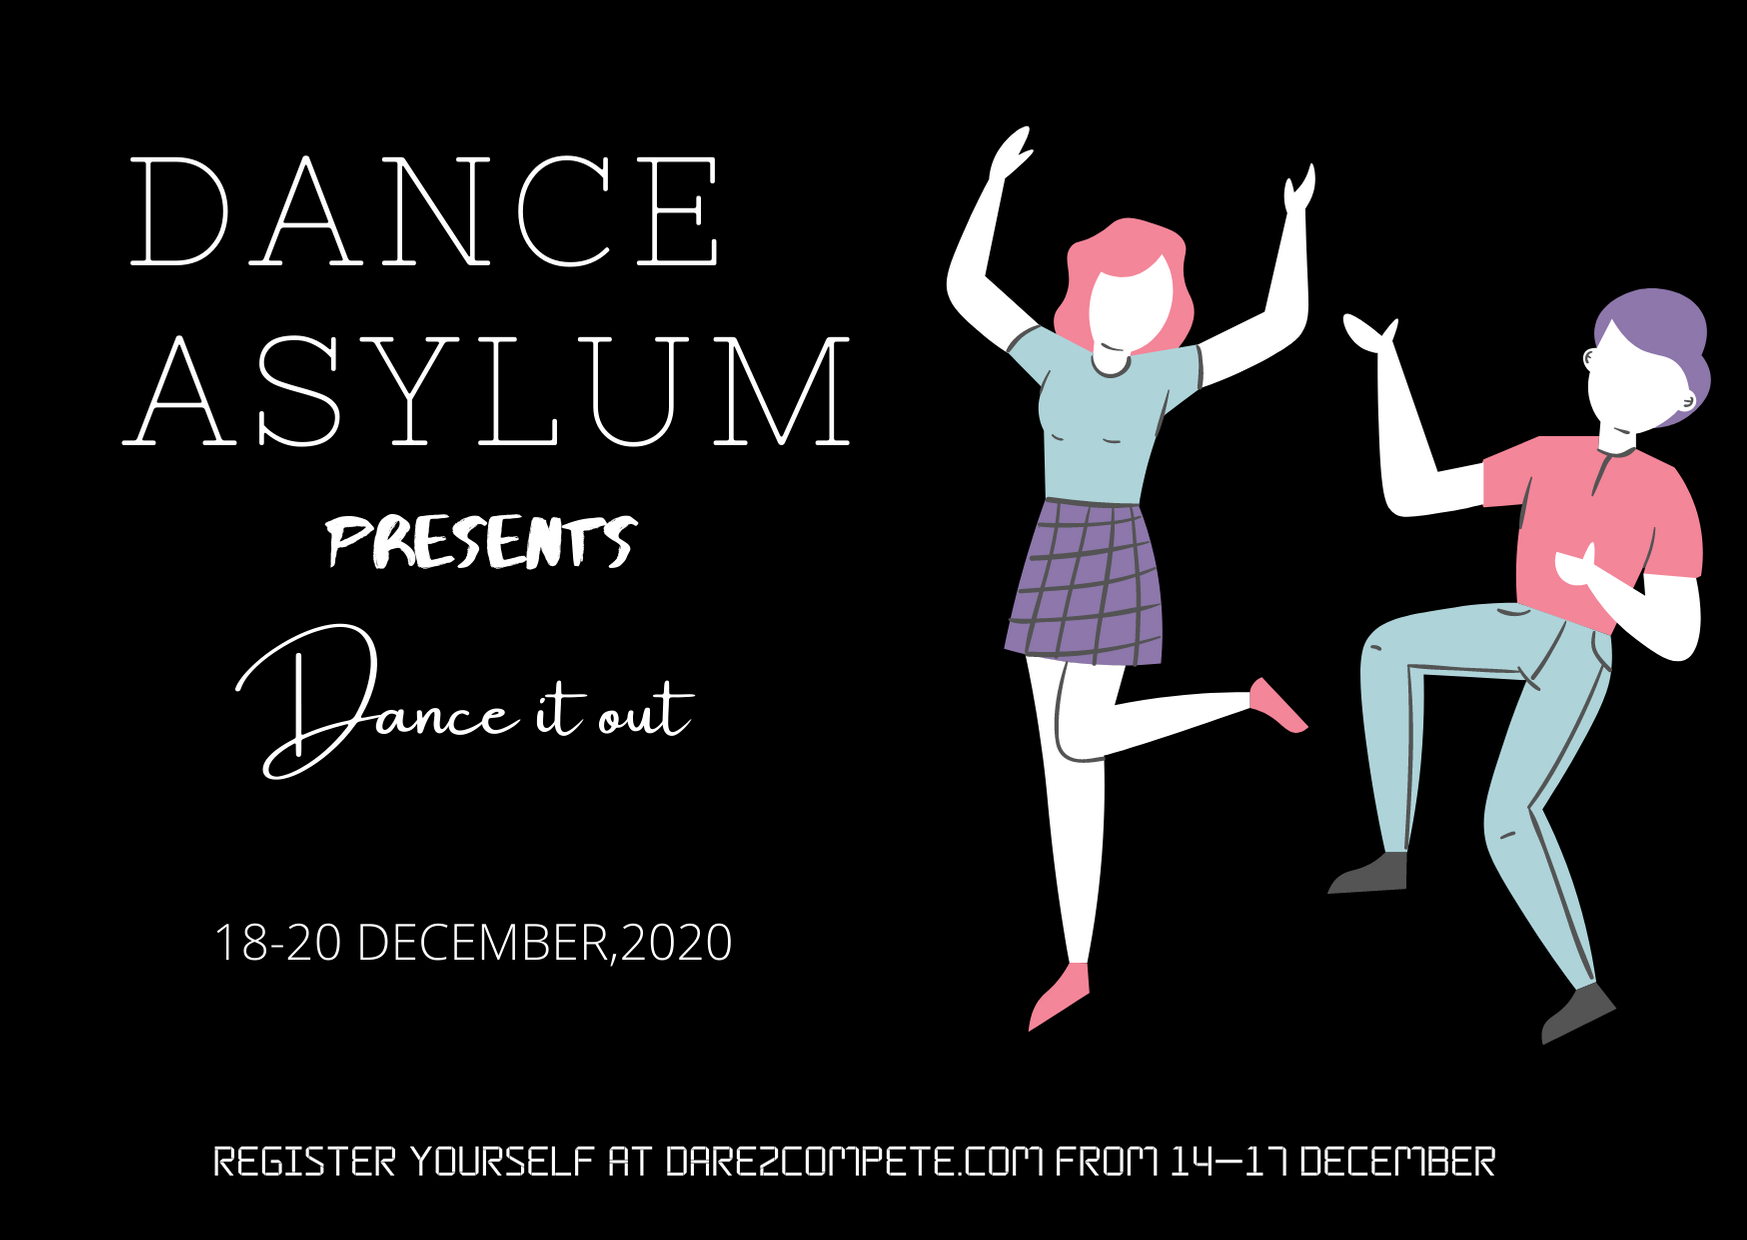 DANCE
ASYLUM
PRESENTS
Dance it out
18-20 DECEMBER,2020
REGISTER YOURSELF AT DARE2COMPETE.COM FROM 14–17 DECEMBER